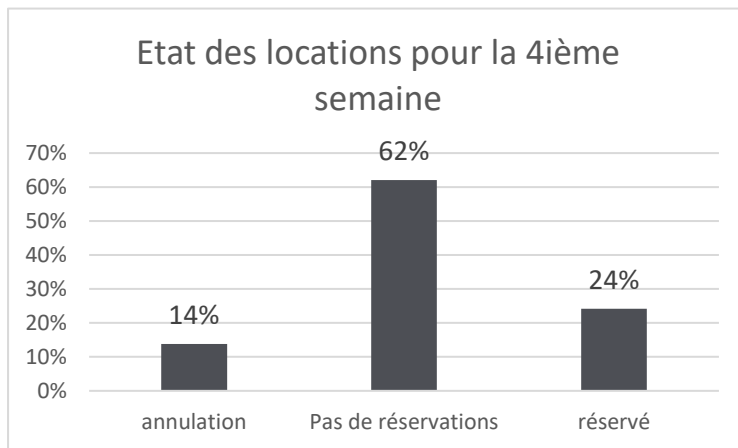 Etat des locations pour la 4ième
semaine
70%
60%
50%
40%
30%
20%
10%
0%
14%
62%
24%
annulation
Pas de réservations
réservé